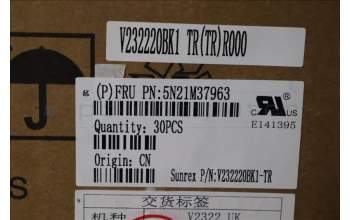 V232220BK1 TR(TR)R000
g (P)FRU PN:5N21M37963
Quantity: 30PCS
E141395
Origin: CN
Sunrex P/N:V232220BK1-TR
交货标签
机种 V2322 UK